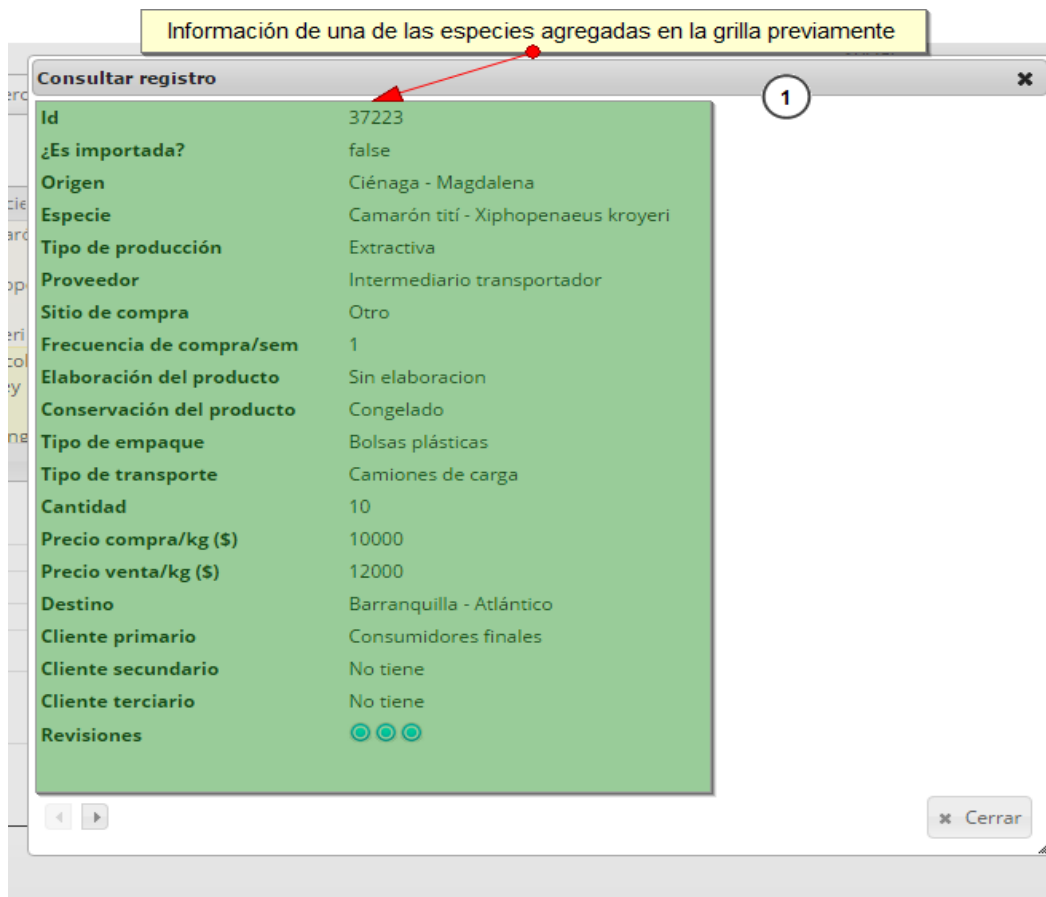 Información de una de las especies agregadas en la grilla previamente
Consultar registro
1
Id 37223
¿Es importada? false
Origen Ciénaga - Magdalena
Especie Camarón tití - Xiphopenaeus kroyeri
Tipo de producción Extractiva
Proveedor Intermediario transportador
Sitio de compra Otro
Frecuencia de compra/sem 1
Elaboración del producto Sin elaboracion
Conservación del producto Congelado
Tipo de empaque Bolsas plásticas
Tipo de transporte Camiones de carga
Cantidad 10
Precio compra/kg ($) 10000
Precio venta/kg ($) 12000
Destino Barranquilla - Atlántico
Cliente primario Consumidores finales
Cliente secundario No tiene
Cliente terciario No tiene
Revisiones
Cerrar